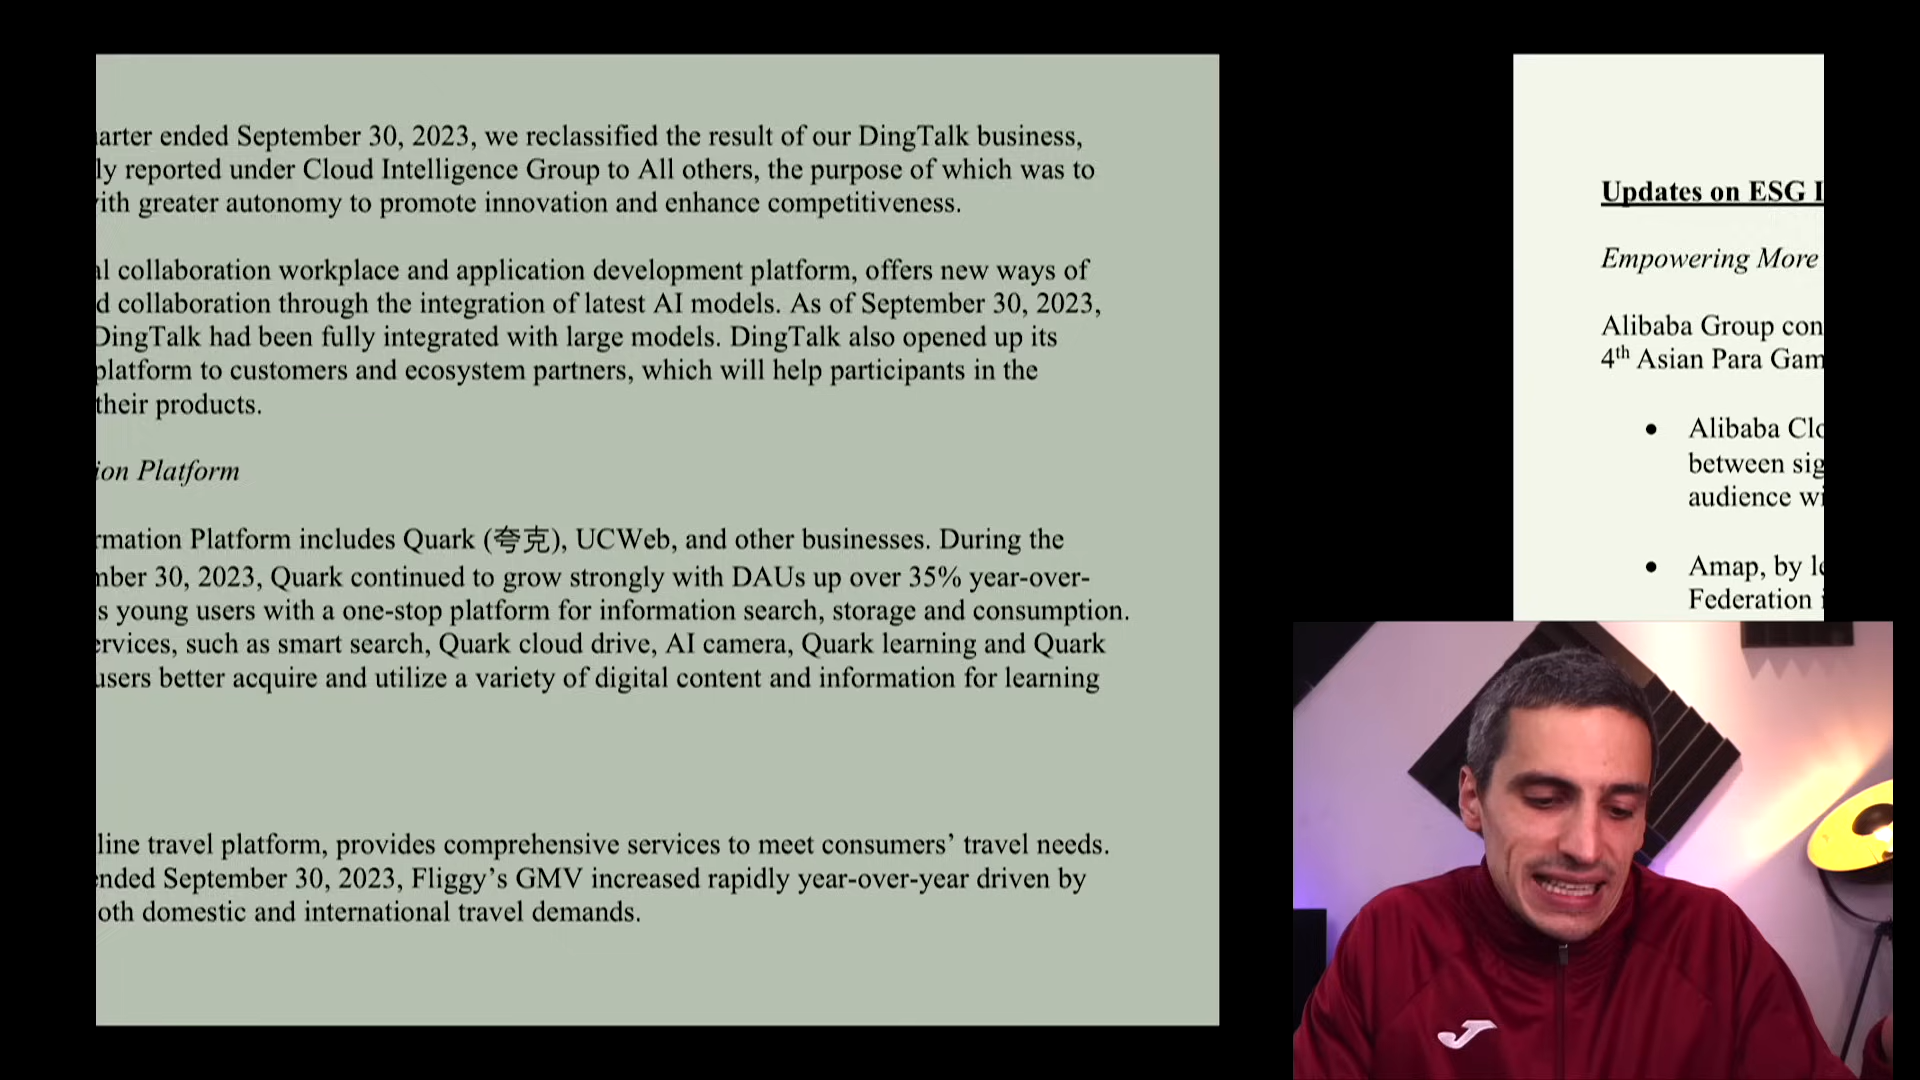 ended September 30, 2023, we reclassified the result of our DingTalk business,
reported under Cloud Intelligence Group to All others, the purpose of which was to
greater autonomy to promote innovation and enhance competitiveness.
collaboration workplace and application development platform, offers new ways of
collaboration through the integration of latest AI models. As of September 30, 2023,
DingTalk had been fully integrated with large models. DingTalk also opened up its
platform to customers and ecosystem partners, which will help participants in the
their products.
Platform
Platform includes Quark (夸克), UCWeb, and other businesses. During the
30, 2023, Quark continued to grow strongly with DAUs up over 35% year-over-
young users with a one-stop platform for information search, storage and consumption.
such as smart search, Quark cloud drive, AI camera, Quark learning and Quark
users better acquire and utilize a variety of digital content and information for learning
line travel platform, provides comprehensive services to meet consumers’ travel needs.
ended September 30, 2023, Fliggy’s GMV increased rapidly year-over-year driven by
oth domestic and international travel demands.
Updates on ESG
Empowering More
Alibaba Group con
4th Asian Para Gam
• Alibaba Clo
between sig
audience wi
• Amap, by
Federation